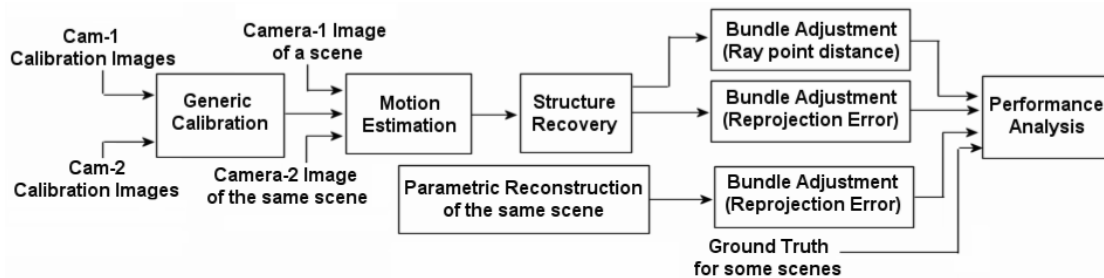 Cam-1
Calibration Images
Cam-2
Calibration Images
Generic
Calibration
Camera-1 Image
of a scene
Camera-2 Image
of the same scene
Motion
Estimation
Structure
Recovery
Bundle Adjustment
(Ray point distance)
Bundle Adjustment
(Reprojection Error)
Parametric Reconstruction
of the same scene
Bundle Adjustment
(Reprojection Error)
Ground Truth
for some scenes
Performance
Analysis